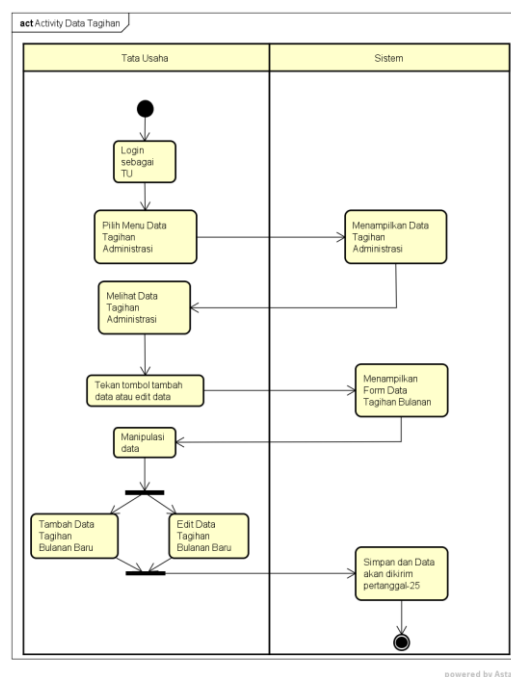 act Activity Data Tagihan
Tata Usaha
Sistem
Login
sebagai
TU
Pilih Menu Data
Tagihan
Administrasi
Menampilkan Data
Tagihan
Administrasi
Melihat Data
Tagihan
Administrasi
Tekan tombol tambah
data atau edit data
Menampilkan
Form Data
Tagihan Bulanan
Manipulasi
data
Tambah Data
Tagihan
Bulanan Baru
Edit Data
Tagihan
Bulanan Baru
Simpan dan Data
akan dikirim
pertanggal-25
powered by Asta